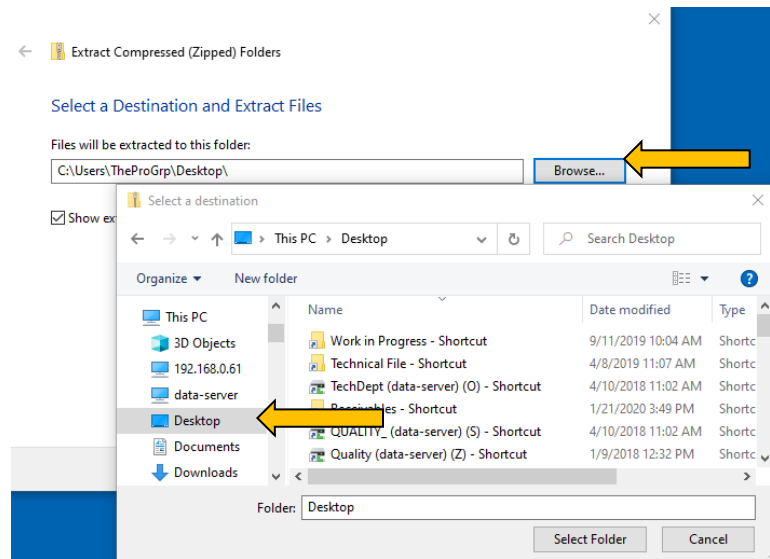 Extract Compressed (Zipped) Folders
Select a Destination and Extract Files
Files will be extracted to this folder:
C:\Users\TheProGrp\Desktop\ Browse...
Show ex
Select a destination
This PC > Desktop Search Desktop
Organize New folder
Name Date modified Type
This PC
3D Objects
192.168.0.61
data-server
Desktop
Documents
Downloads
Work in Progress - Shortcut 9/11/2019 10:04 AM Shortc
Technical File - Shortcut 4/8/2019 11:07 AM Shortc
TechDept (data-server) (O) - Shortcut 4/10/2018 11:02 AM Shortc
Receivables - Shortcut 1/21/2020 3:49 PM Shortc
QUALITY_ (data-server) (S) - Shortcut 4/10/2018 11:02 AM Shortc
Quality (data-server) (Z) - Shortcut 1/9/2018 12:32 PM Shortc
Folder: Desktop
Select Folder Cancel